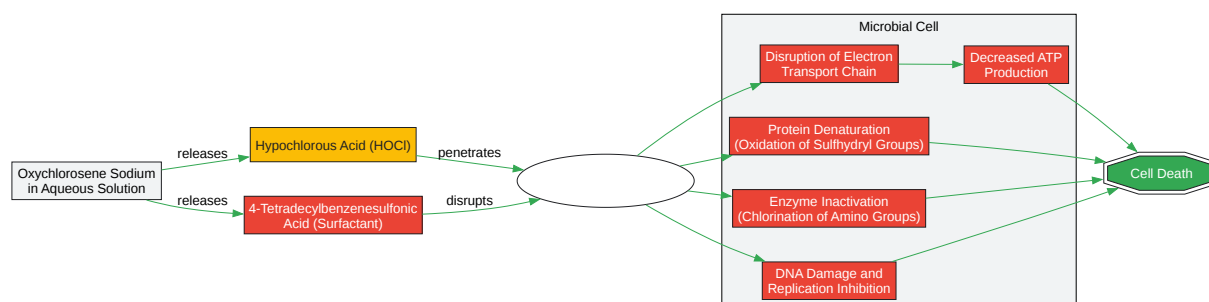 Microbial Cell
Disruption of Electron
Transport Chain
Decreased ATP
Production
Protein Denaturation
(Oxidation of Sulfhydryl Groups)
releases
Hypochlorous Acid (HOCl)
penetrates
Oxychlorosene Sodium
in Aqueous Solution
Cell Death
releases
4-Tetradecylbenzenesulfonic
Acid (Surfactant)
disrupts
Enzyme Inactivation
(Chlorination of Amino Groups)
DNA Damage and
Replication Inhibition